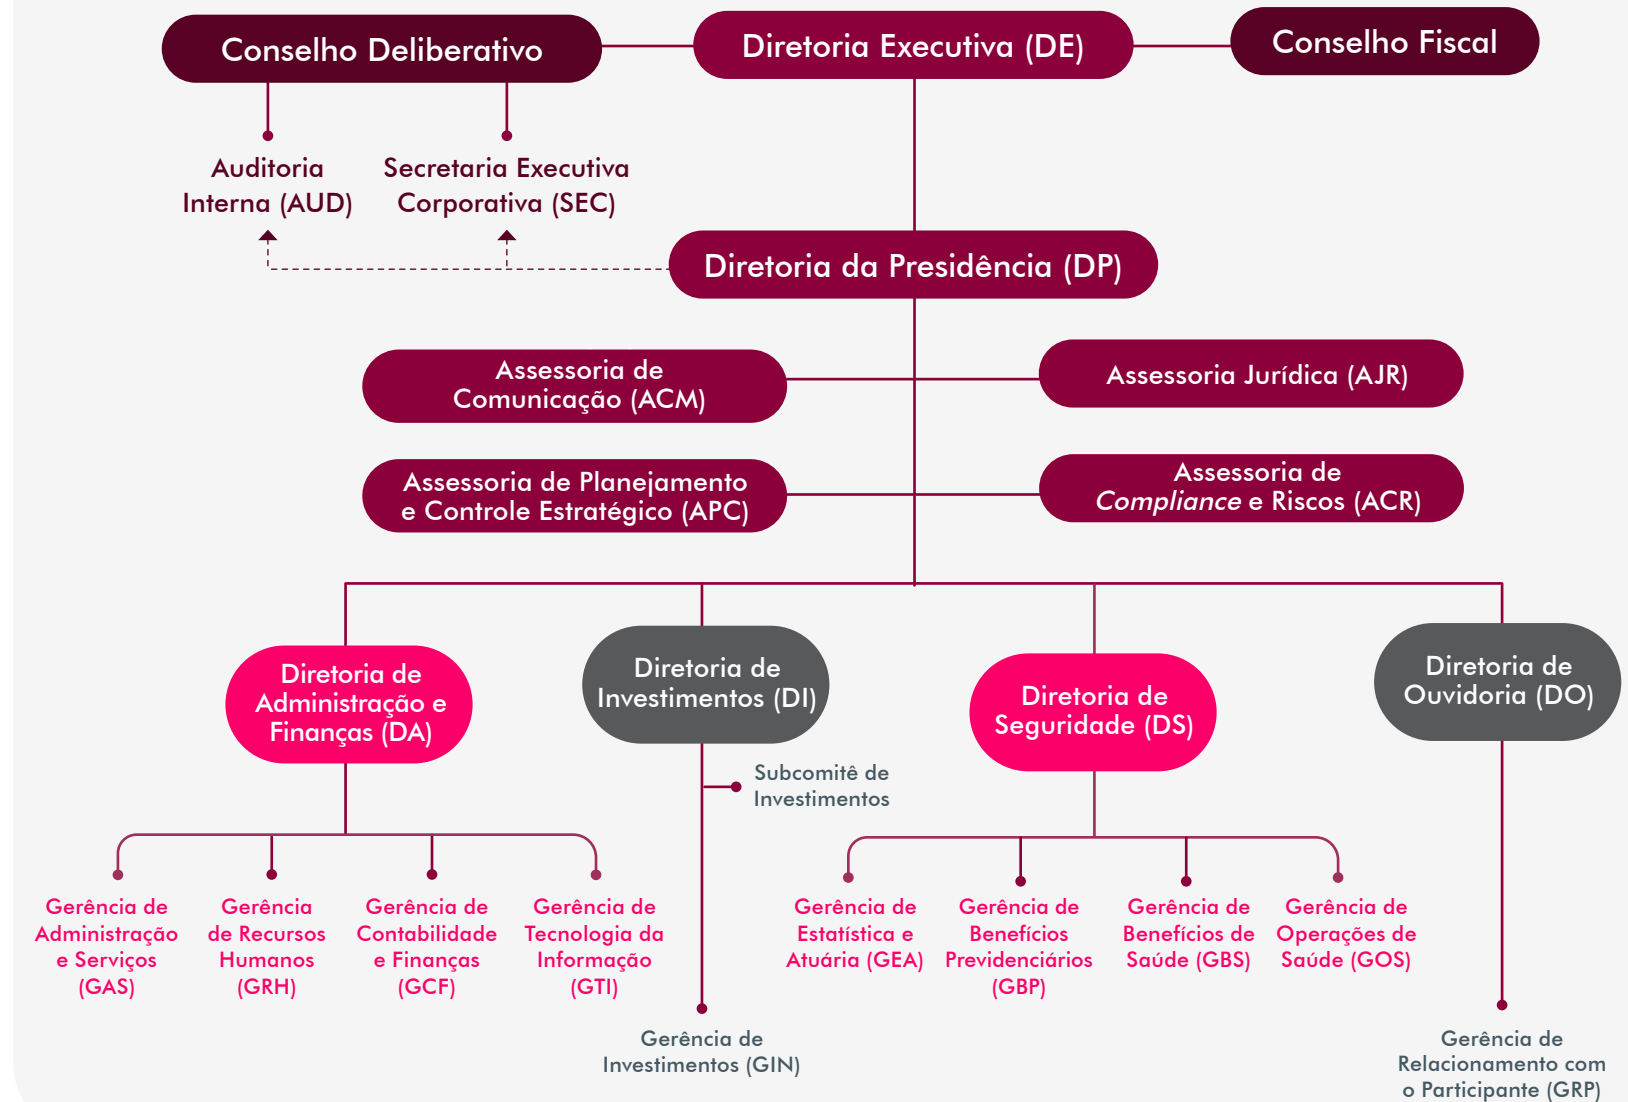 Conselho Deliberativo
Diretoria Executiva (DE)
Conselho Fiscal
Auditoria
Interna (AUD)
Secretaria Executiva
Corporativa (SEC)
Diretoria da Presidência (DP)
Assessoria de
Comunicação (ACM)
Assessoria Jurídica (AJR)
Assessoria de Planejamento
e Controle Estratégico (APC)
Assessoria de
Compliance e Riscos (ACR)
Diretoria de
Administração e
Finanças (DA)
Diretoria de
Investimentos (DI)
Diretoria de
Seguridade (DS)
Diretoria de
Ouvidoria (DO)
Subcomitê de
Investimentos
Gerência de
Administração
e Serviços
(GAS)
Gerência
de Recursos
Humanos
(GRH)
Gerência de
Contabilidade
e Finanças
(GCF)
Gerência de
Tecnologia da
Informação
(GTI)
Gerência de
Estatística e
Atuária (GEA)
Gerência de
Benefícios
Previdenciários
(GBP)
Gerência de
Benefícios de
Saúde (GBS)
Gerência de
Operações de
Saúde (GOS)
Gerência de
Investimentos (GIN)
Gerência de
Relacionamento com
o Participante (GRP)